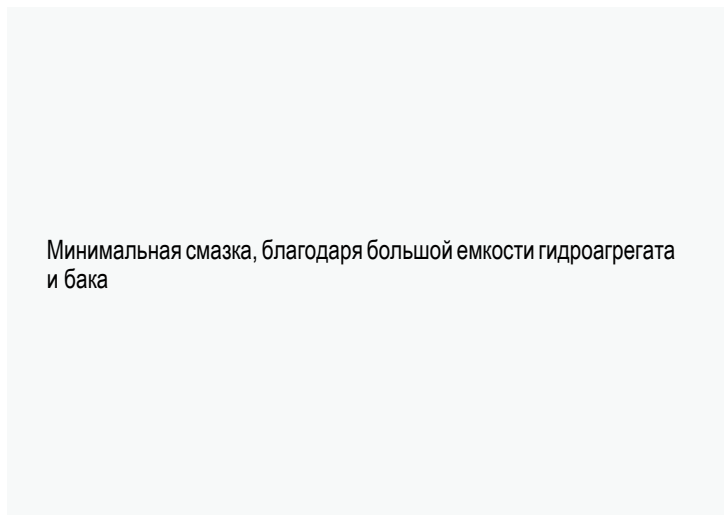 Минимальная смазка, благодаря большой емкости гидроагрегата
и бака